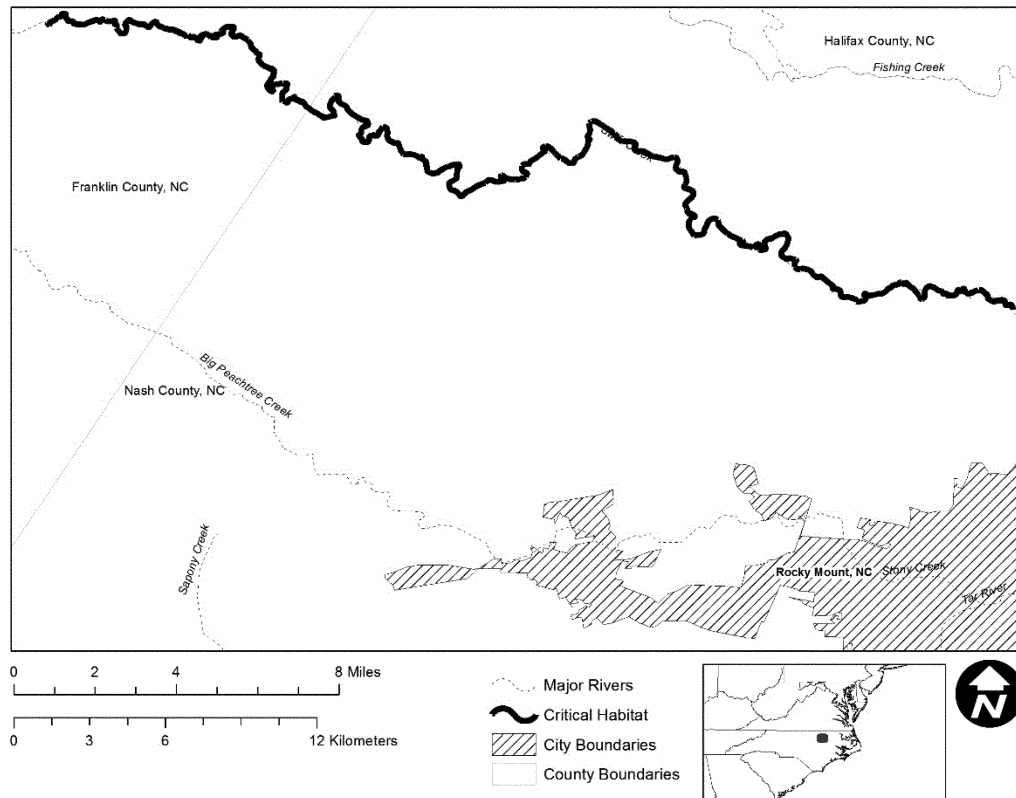 Halifax County, NC
Fishing Creek
Franklin County, NC
Big Peachtree Creek
Nash County, NC
Sapony Creek
Rocky Mount, NC
Stony Creek
Tar River
0 2 4 8 Miles
0 3 6 12 Kilometers
Major Rivers
Critical Habitat
City Boundaries
County Boundaries
N